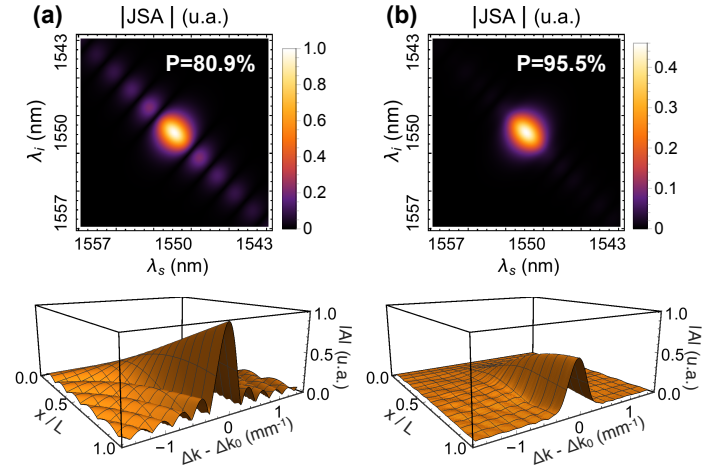 (a) |JSA | (u.a.)
P=80.9%
1543
1550
1557
λi (nm)
1557 1550 1543
λs (nm)
1.0
0.8
0.6
0.4
0.2
0
(b) |JSA | (u.a.)
P=95.5%
1543
1550
1557
λi (nm)
1557 1550 1543
λs (nm)
0.4
0.3
0.2
0.1
0
0.0
0.5
1.0
x / L
−1 0 1
Δk - Δk0 (mm-1)
1.0
0.5
0.0
|A| (u.a.)
0.0
0.5
1.0
x / L
−1 0 1
Δk - Δk0 (mm-1)
1.0
0.5
0.0
|A| (u.a.)